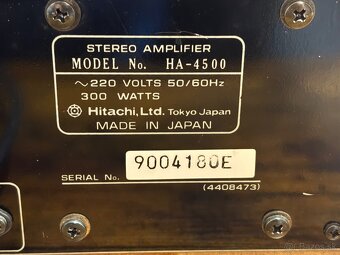 STEREO AMPLIFIER
MODEL No. HA-4500
~220 VOLTS 50/60Hz
300 WATTS
Hitachi, Ltd. Tokyo Japan
MADE IN JAPAN
9004180E
SERIAL No.
(4408473)